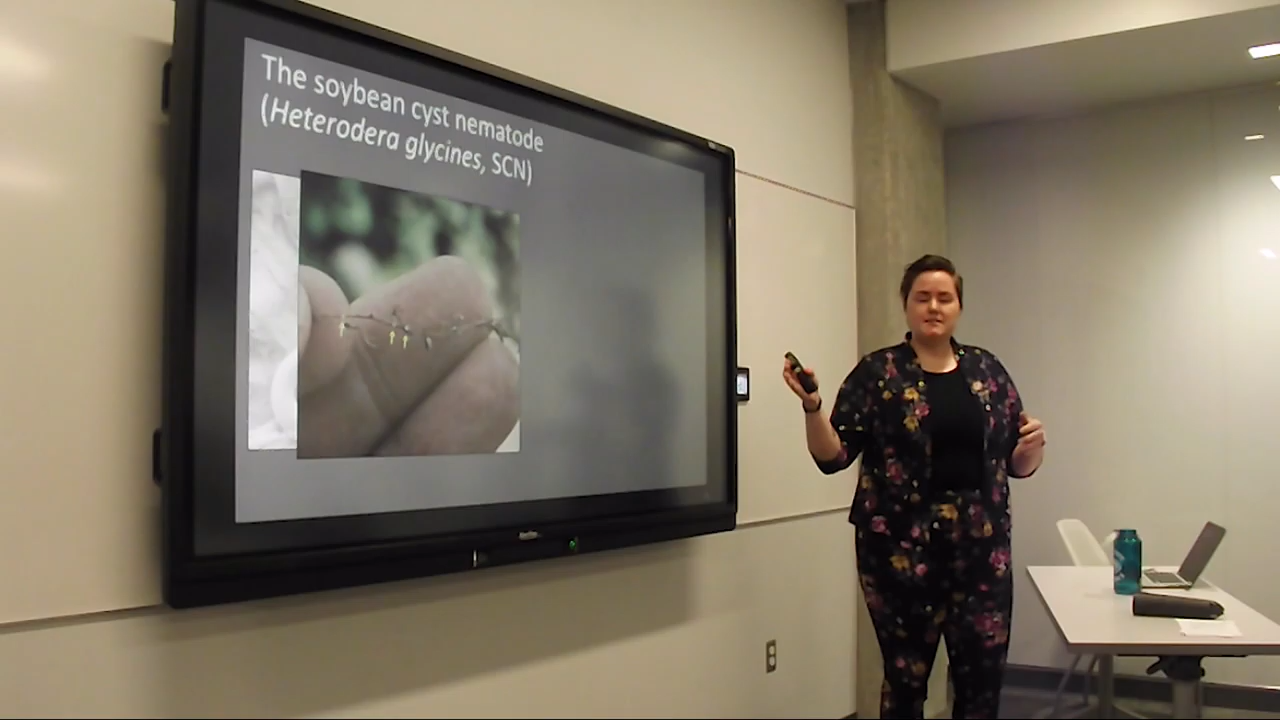 The soybean cyst nematode
(Heterodera glycines, SCN)